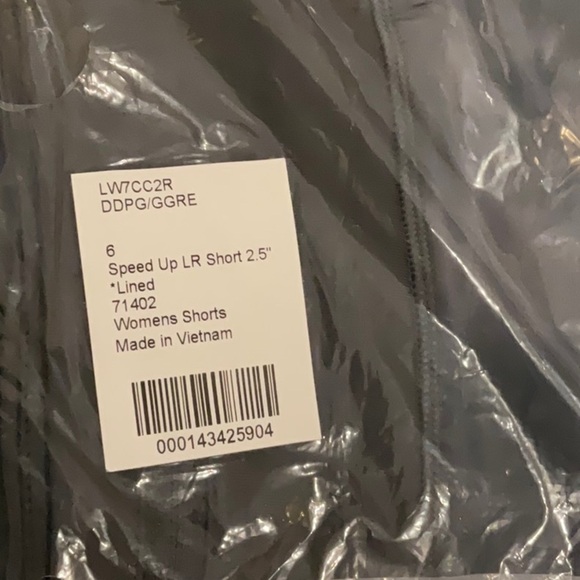 LW7CC2R
DDPG/GGRE
6
Speed Up LR Short 2.5"
*Lined
71402
Womens Shorts
Made in Vietnam
000143425904